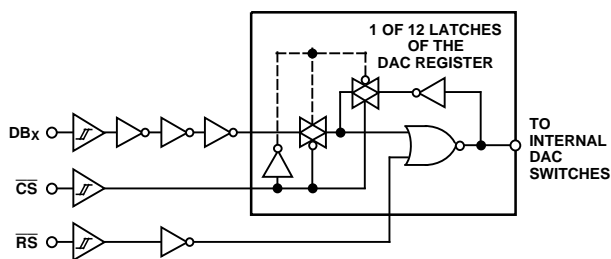 1 OF 12 LATCHES
OF THE
DAC REGISTER
DBX
TO
INTERNAL
DAC
SWITCHES
CS
RS